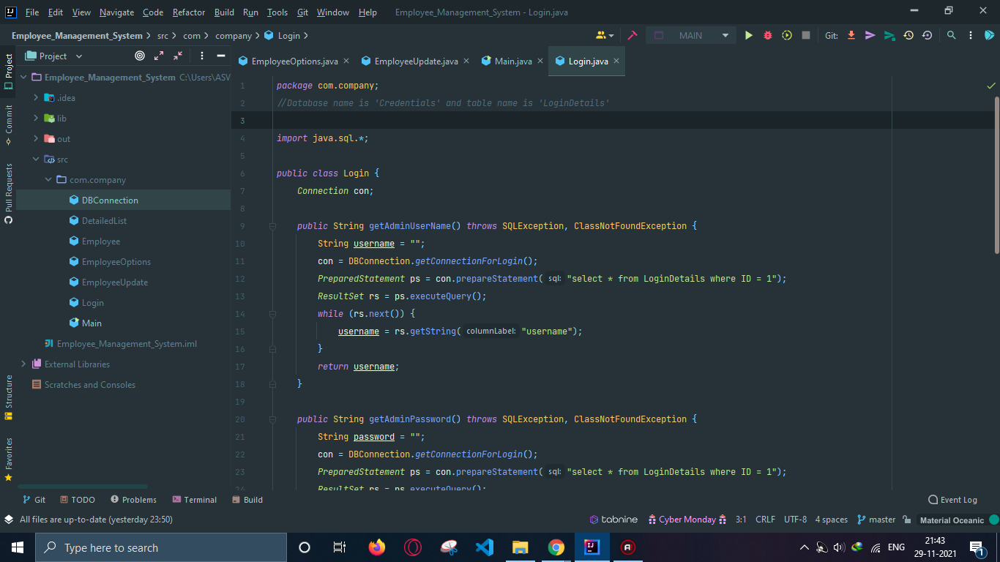 File Edit View Navigate Code Refactor Build Run Tools Git Window Help Employee_Management_System - Login.java
Employee_Management_System src com company Login MAIN Git:
Project
EmployeeOptions.java EmployeeUpdate.java Main.java Login.java
Project
Commit
Pull Requests
Structure
Favorites
Employee_Management_System C:\Users\ASV
.idea
lib
out
src
com.company
DBConnection
DetailedList
Employee
EmployeeOptions
EmployeeUpdate
Login
Main
Employee_Management_System.iml
External Libraries
Scratches and Consoles
1 package com.company;
2 //Database name is 'Credentials' and table name is 'LoginDetails'
3
4 import java.sql.*;
5
6 public class Login {
7 Connection con;
8
9 public String getAdminUserName() throws SQLException, ClassNotFoundException {
10 String username = "";
11 con = DBConnection.getConnectionForLogin();
12 PreparedStatement ps = con.prepareStatement( sql: "select * from LoginDetails where ID = 1");
13 ResultSet rs = ps.executeQuery();
14 while (rs.next()) {
15 username = rs.getString( columnLabel: "username");
16 }
17 return username;
18 }
19
20 public String getAdminPassword() throws SQLException, ClassNotFoundException {
21 String password = "";
22 con = DBConnection.getConnectionForLogin();
23 PreparedStatement ps = con.prepareStatement( sql: "select * from LoginDetails where ID = 1");
24 ResultSet rs = ps.executeQuery();
Git TODO Problems Terminal Build Event Log
All files are up-to-date (yesterday 23:50) tabnine Cyber Monday 3:1 CRLF UTF-8 4 spaces master Material Oceanic
Type here to search ENG 21:43
29-11-2021
1